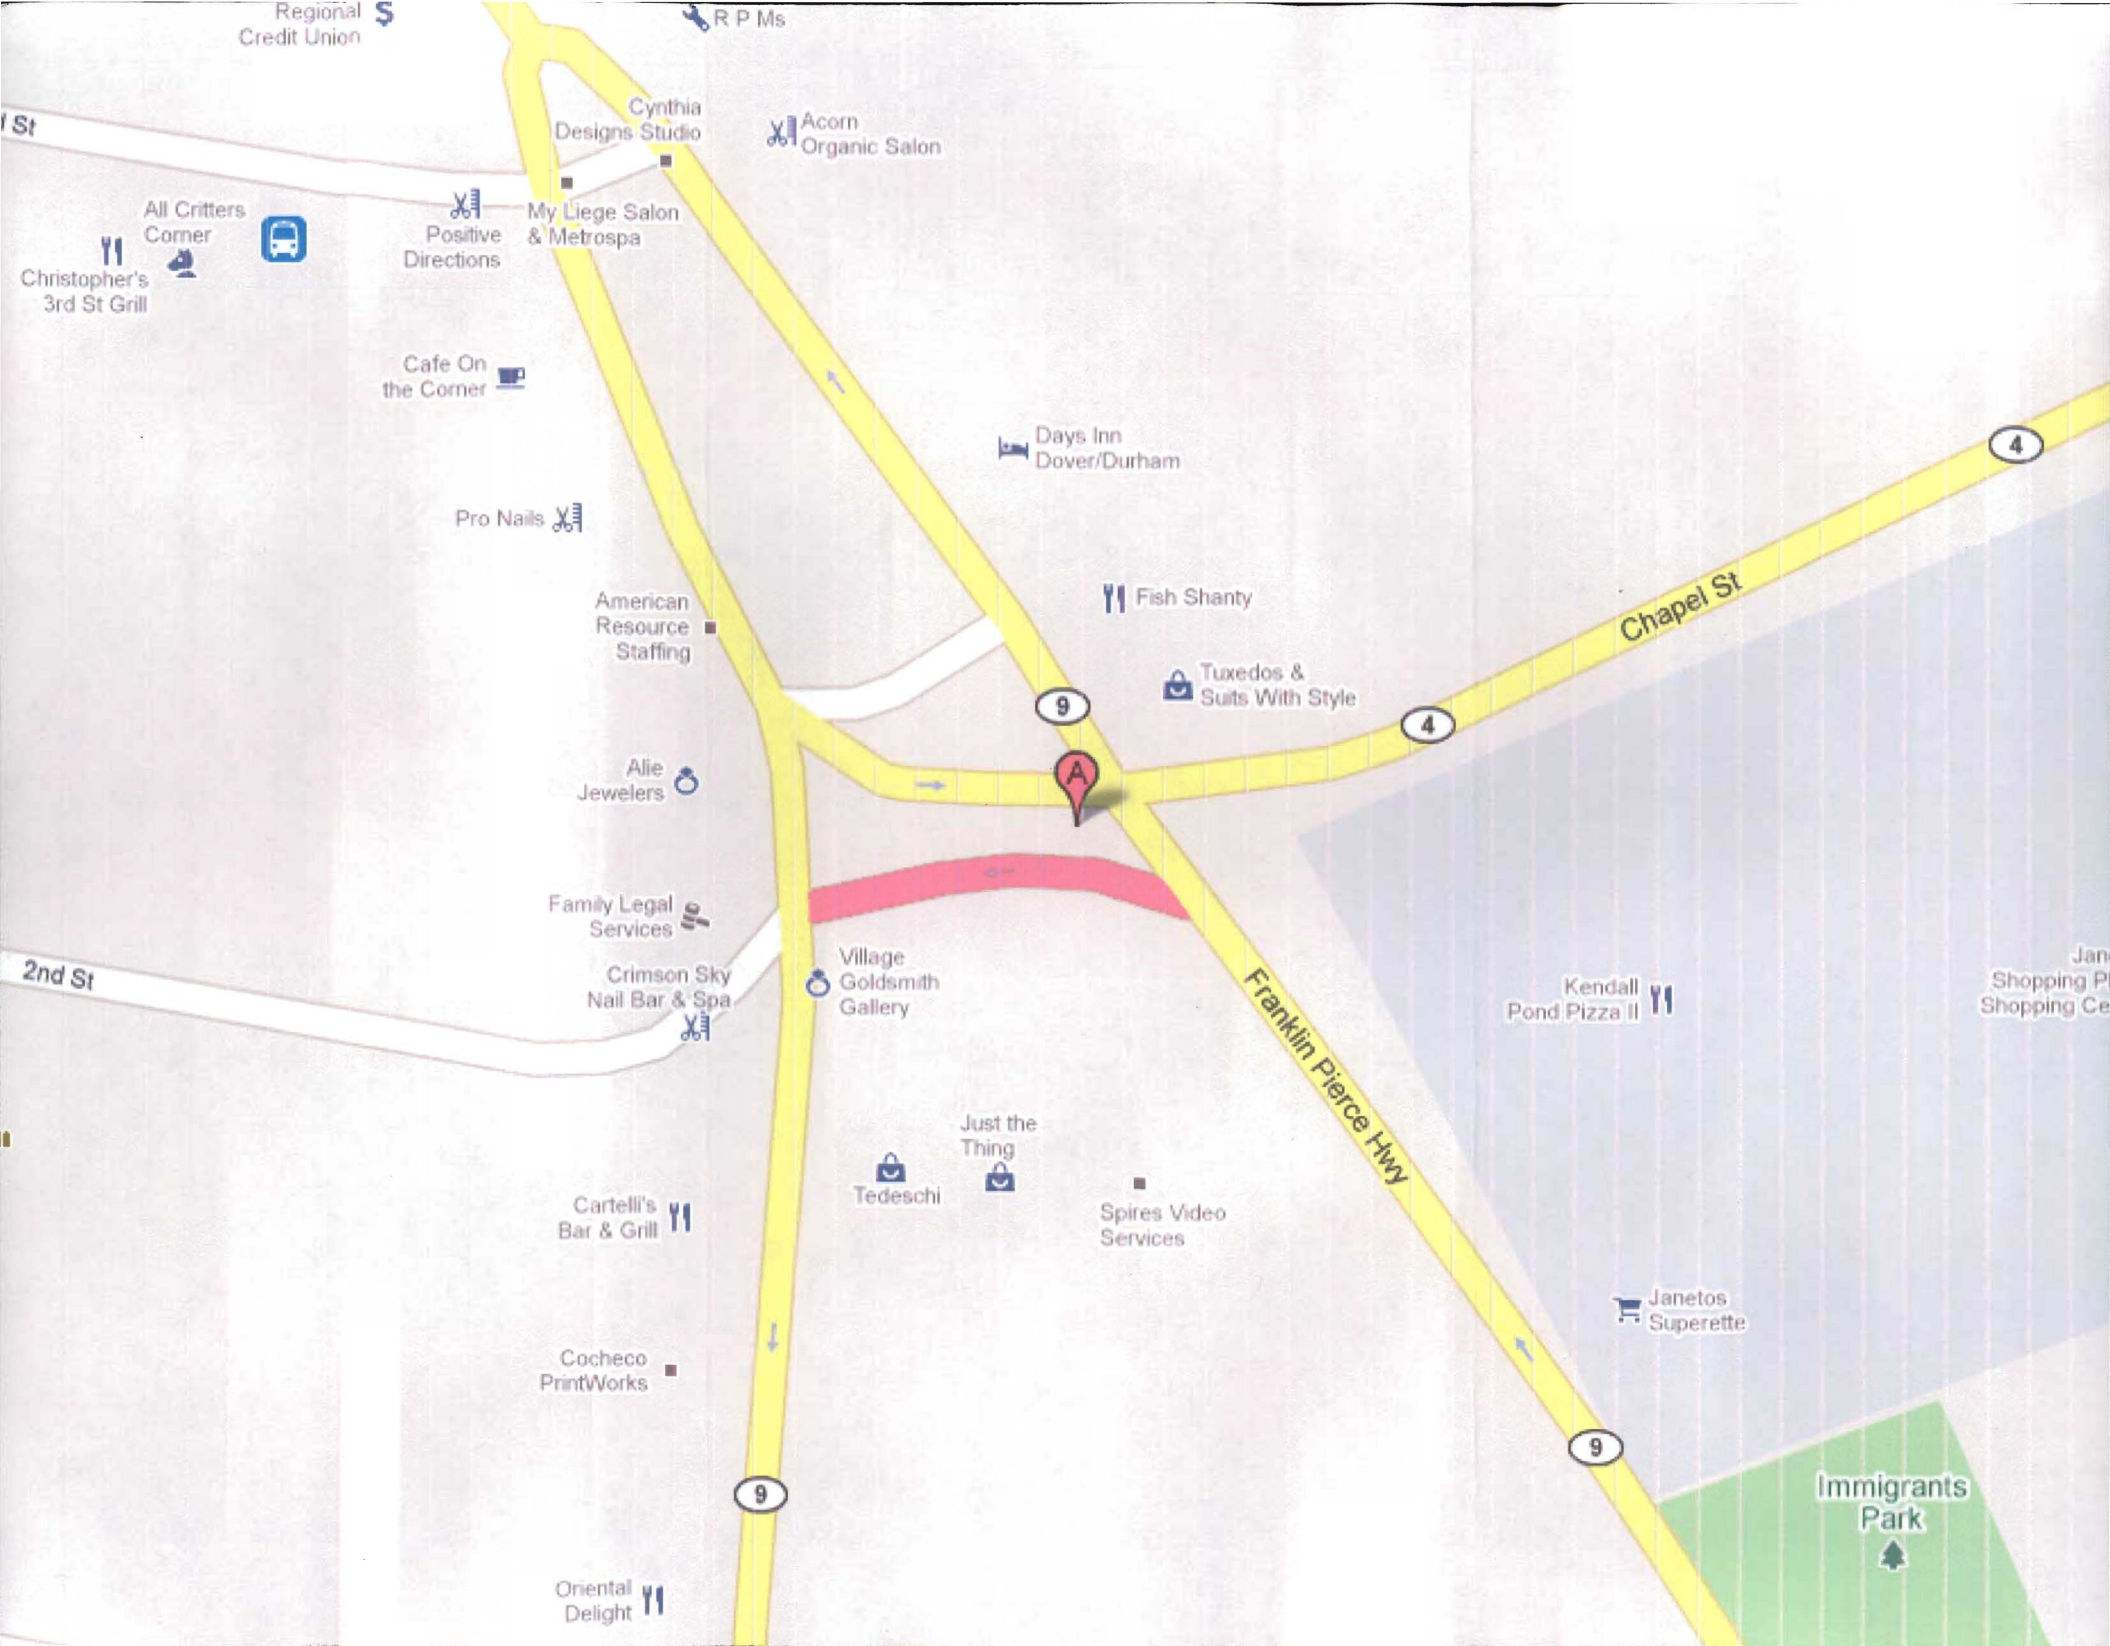 Regional
Credit Union
R P Ms
St
Cynthia
Designs Studio
Acorn
Organic Salon
All Critters
Corner
Positive
Directions
My Liege Salon
& Metrospa
Christopher's
3rd St Grill
Cafe On
the Corner
Days Inn
Dover/Durham
4
Pro Nails
American
Resource
Staffing
Fish Shanty
Chapel St
Tuxedos &
Suits With Style
9
4
A
Alie
Jewelers
Family Legal
Services
2nd St
Crimson Sky
Nail Bar & Spa
Village
Goldsmith
Gallery
Franklin Pierce Hwy
Kendall
Pond Pizza II
Jan
Shopping Pl
Shopping Ce
Just the
Thing
Tedeschi
Cartelli's
Bar & Grill
Spires Video
Services
Janetos
Superette
Cocheco
PrintWorks
9
9
Immigrants
Park
Oriental
Delight